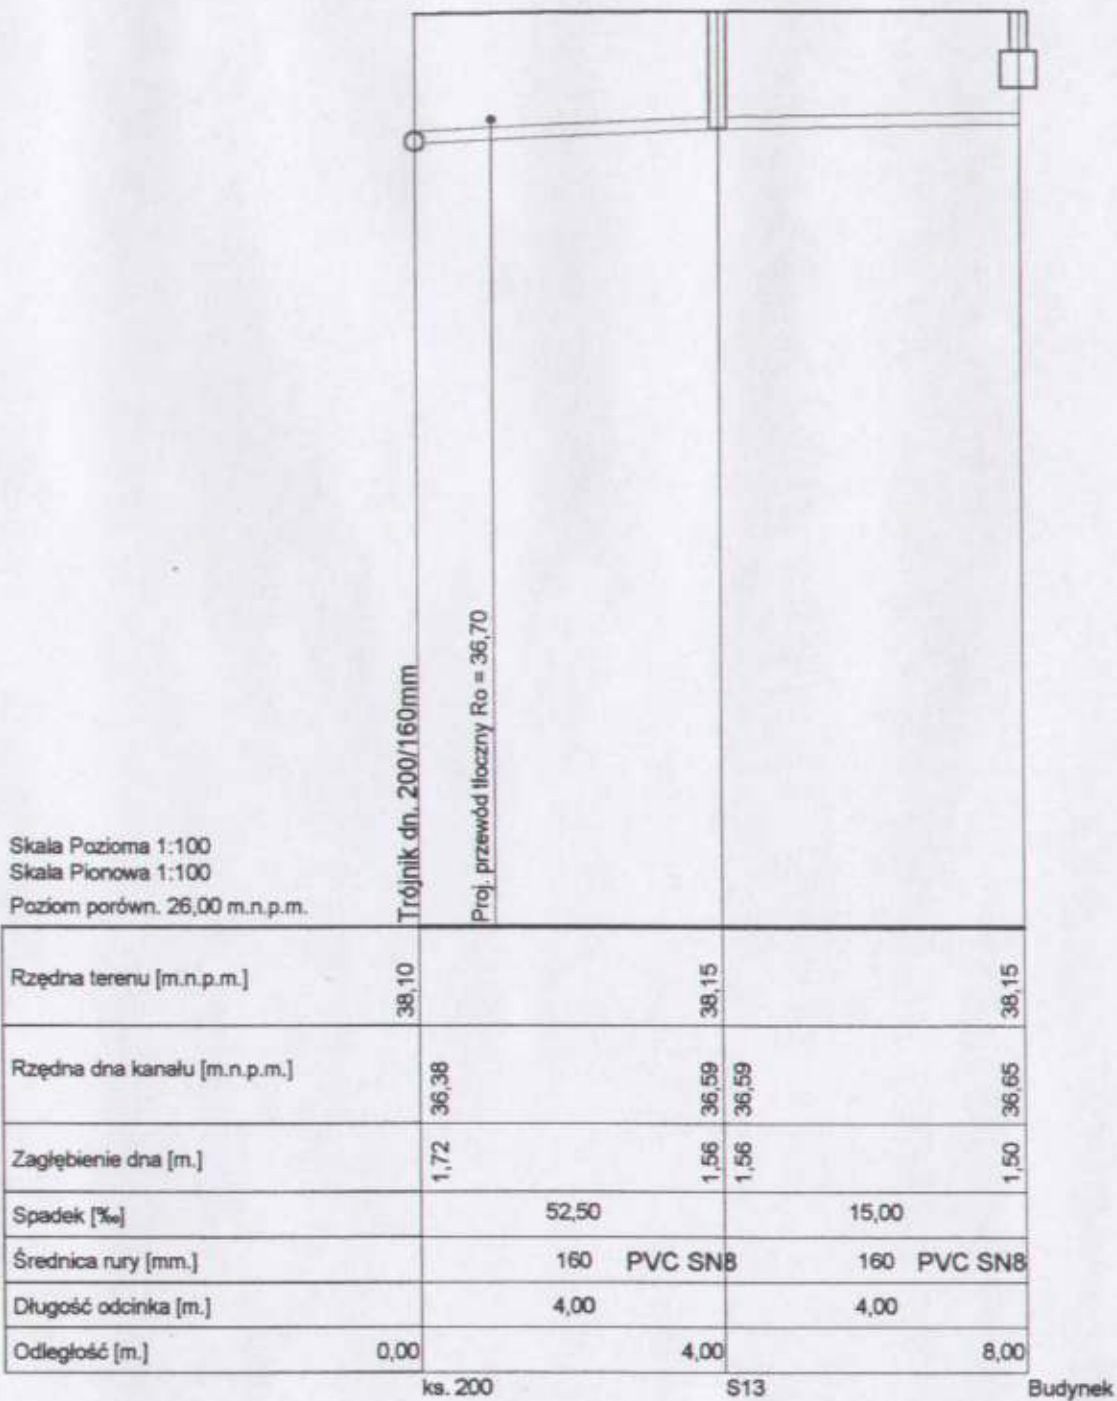 Trójnik dn. 200/160mm
Proj. przewód tłoczny Ro = 36,70
Skala Pozioma 1:100
Skala Pionowa 1:100
Poziom porówn. 26,00 m.n.p.m.
Rzędna terenu [m.n.p.m.] 38,10 38,15 38,15
Rzędna dna kanału [m.n.p.m.] 36,38 36,59 36,59 36,65
Zagłębienie dna [m.] 1,72 1,56 1,56 1,50
Spadek [‰] 52,50 15,00
Średnica rury [mm.] 160 PVC SN8 160 PVC SN8
Długość odcinka [m.] 4,00 4,00
Odległość [m.] 0,00 4,00 8,00
ks. 200 S13 Budynek